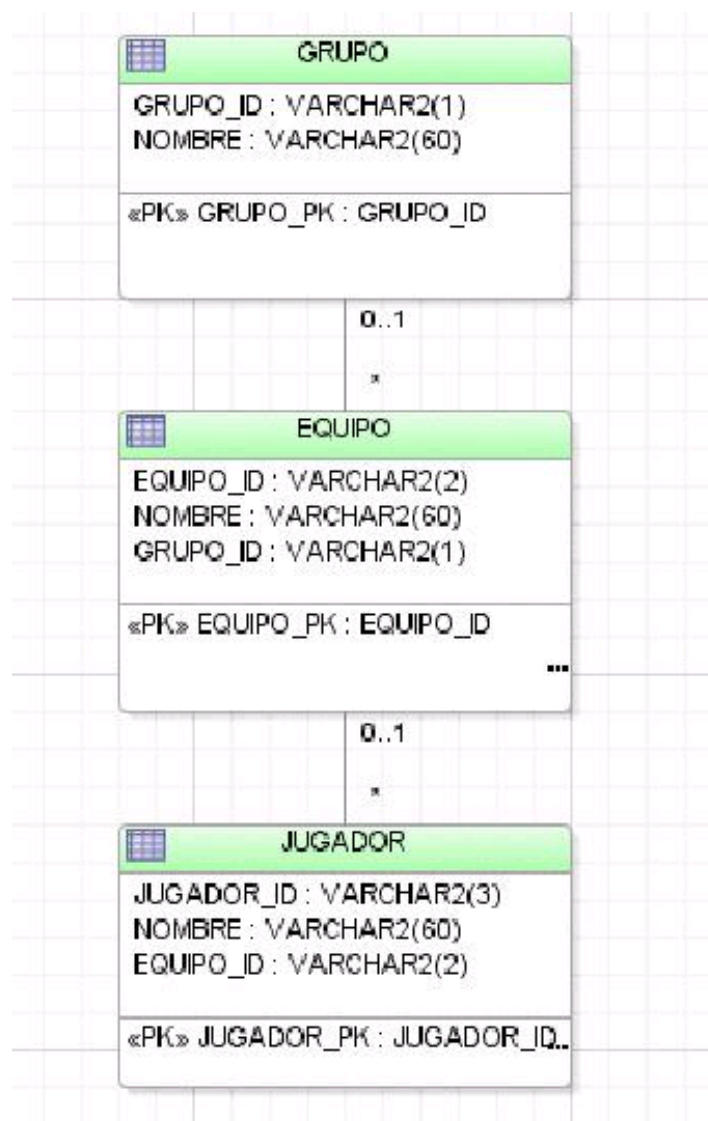 GRUPO
GRUPO_ID : VARCHAR2(1)
NOMBRE : VARCHAR2(60)
«PK» GRUPO_PK : GRUPO_ID
0..1
*
EQUIPO
EQUIPO_ID : VARCHAR2(2)
NOMBRE : VARCHAR2(60)
GRUPO_ID : VARCHAR2(1)
«PK» EQUIPO_PK : EQUIPO_ID
...
0..1
*
JUGADOR
JUGADOR_ID : VARCHAR2(3)
NOMBRE : VARCHAR2(60)
EQUIPO_ID : VARCHAR2(2)
«PK» JUGADOR_PK : JUGADOR_ID...